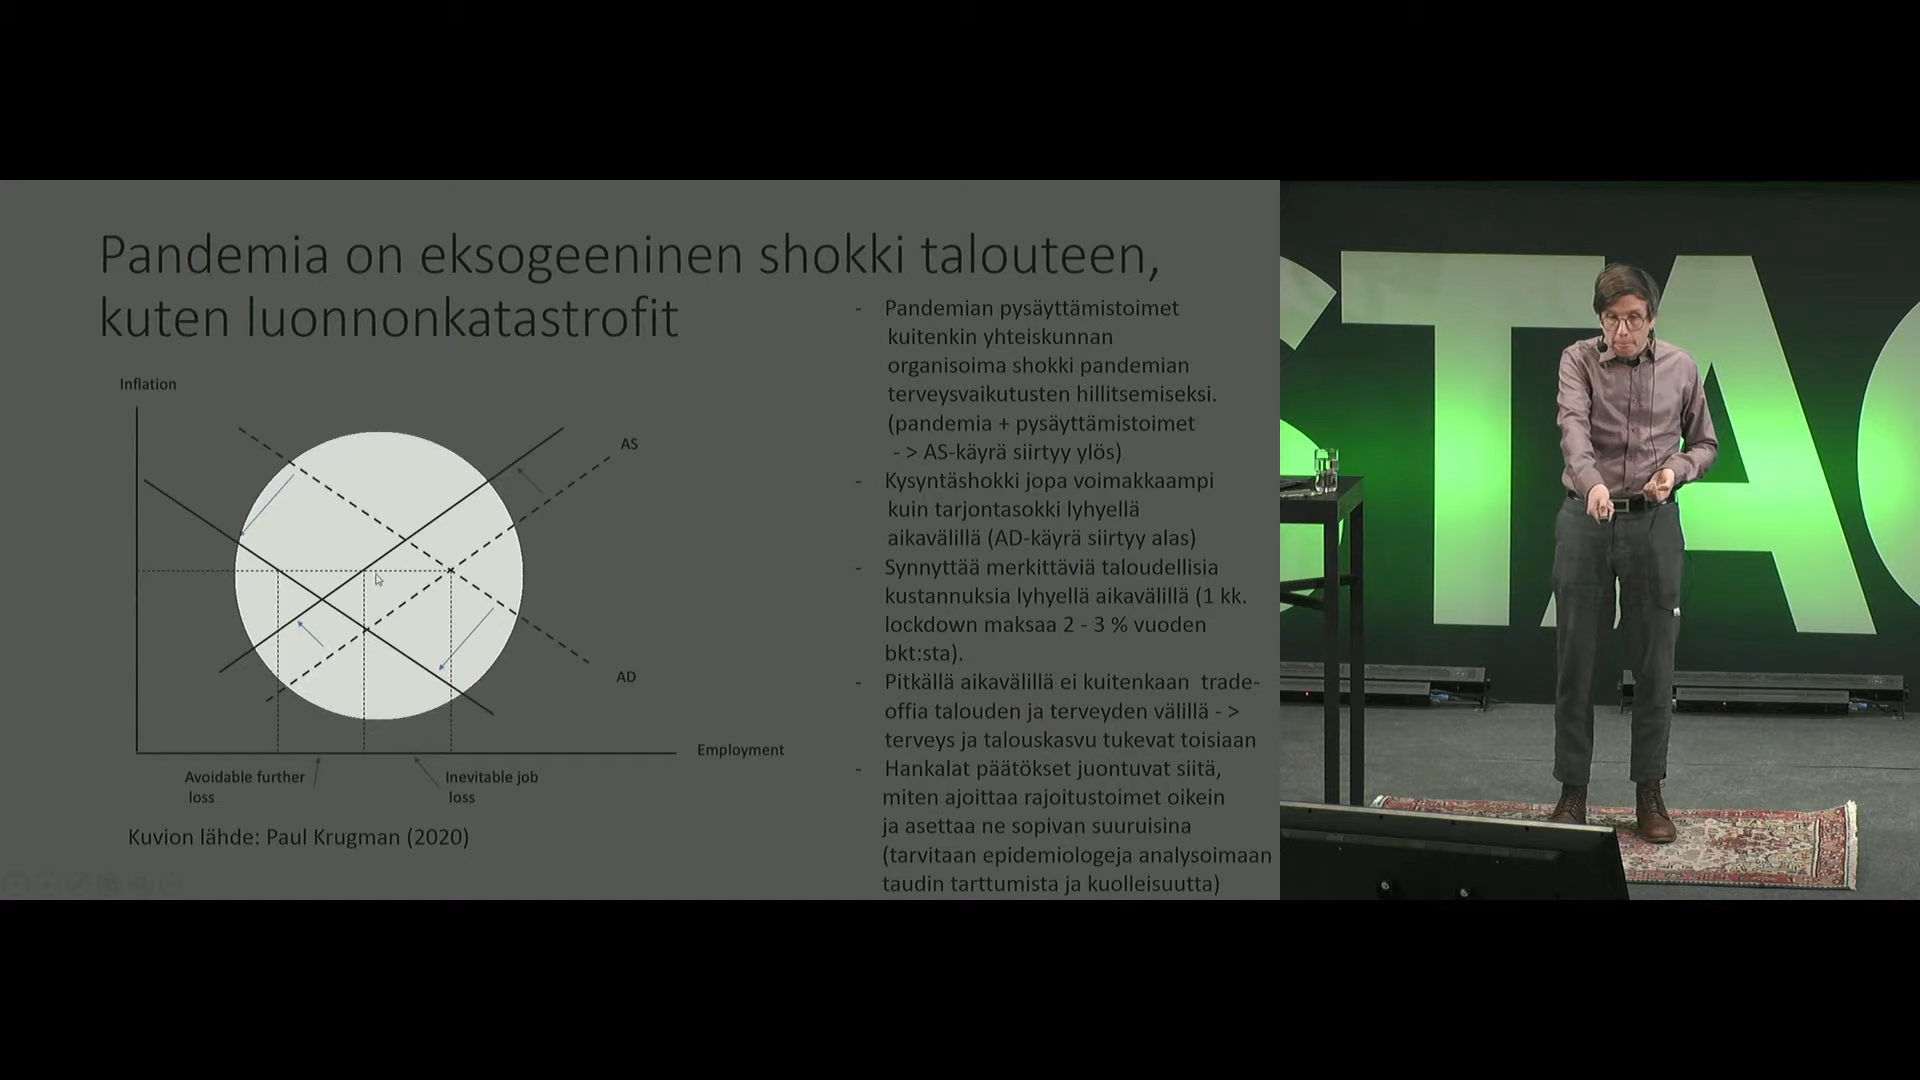 Pandemia on eksogeeninen shokki talouteen,
kuten luonnonkatastrofit
Inflation
AS
AD
Employment
Avoidable further
loss
Inevitable job
loss
Kuvion lähde: Paul Krugman (2020)
- Pandemian pysäyttämistoimet
kuitenkin yhteiskunnan
organisoima shokki pandemian
terveysvaikutusten hillitsemiseksi.
(pandemia + pysäyttämistoimet
- > AS-käyrä siirtyy ylös)
- Kysyntäshokki jopa voimakkaampi
kuin tarjontasokki lyhyellä
aikavälillä (AD-käyrä siirtyy alas)
- Synnyttää merkittäviä taloudellisia
kustannuksia lyhyellä aikavälillä (1 kk.
lockdown maksaa 2 - 3 % vuoden
bkt:sta).
- Pitkällä aikavälillä ei kuitenkaan trade-
offia talouden ja terveyden välillä - >
terveys ja talouskasvu tukevat toisiaan
- Hankalat päätökset juontuvat siitä,
miten ajoittaa rajoitustoimet oikein
ja asettaa ne sopivan suuruisina
(tarvitaan epidemiologeja analysoimaan
taudin tarttumista ja kuolleisuutta)
STA